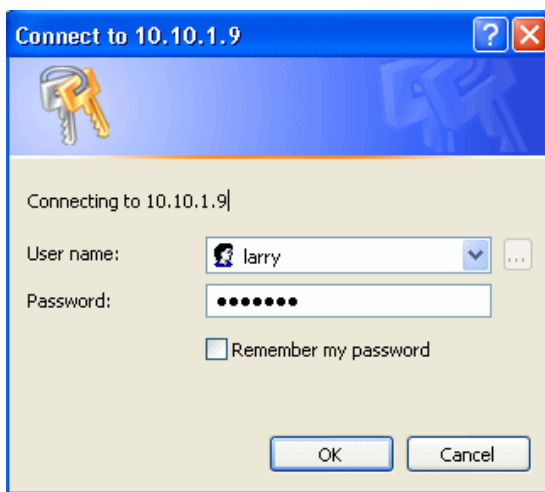 Connect to 10.10.1.9
?
Connecting to 10.10.1.9
User name: larry ...
Password: •••••••
Remember my password
OK Cancel